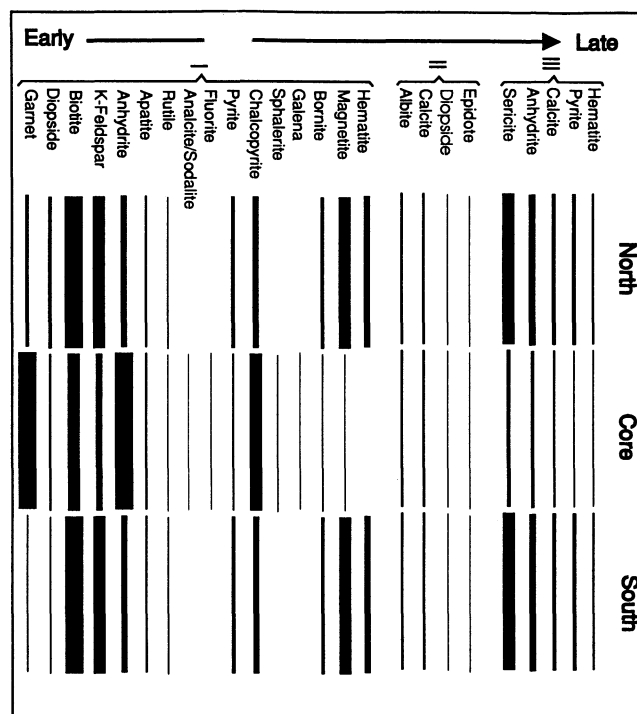 Early
Late
I
II
III
Garnet
Diopside
Biotite
K-Feldspar
Anhydrite
Apatite
Rutile
Analcite/Sodalite
Fluorite
Pyrite
Chalcopyrite
Sphalerite
Galena
Bornite
Magnetite
Hematite
Albite
Calcite
Diopside
Epidote
Sericite
Anhydrite
Calcite
Pyrite
Hematite
North
Core
South